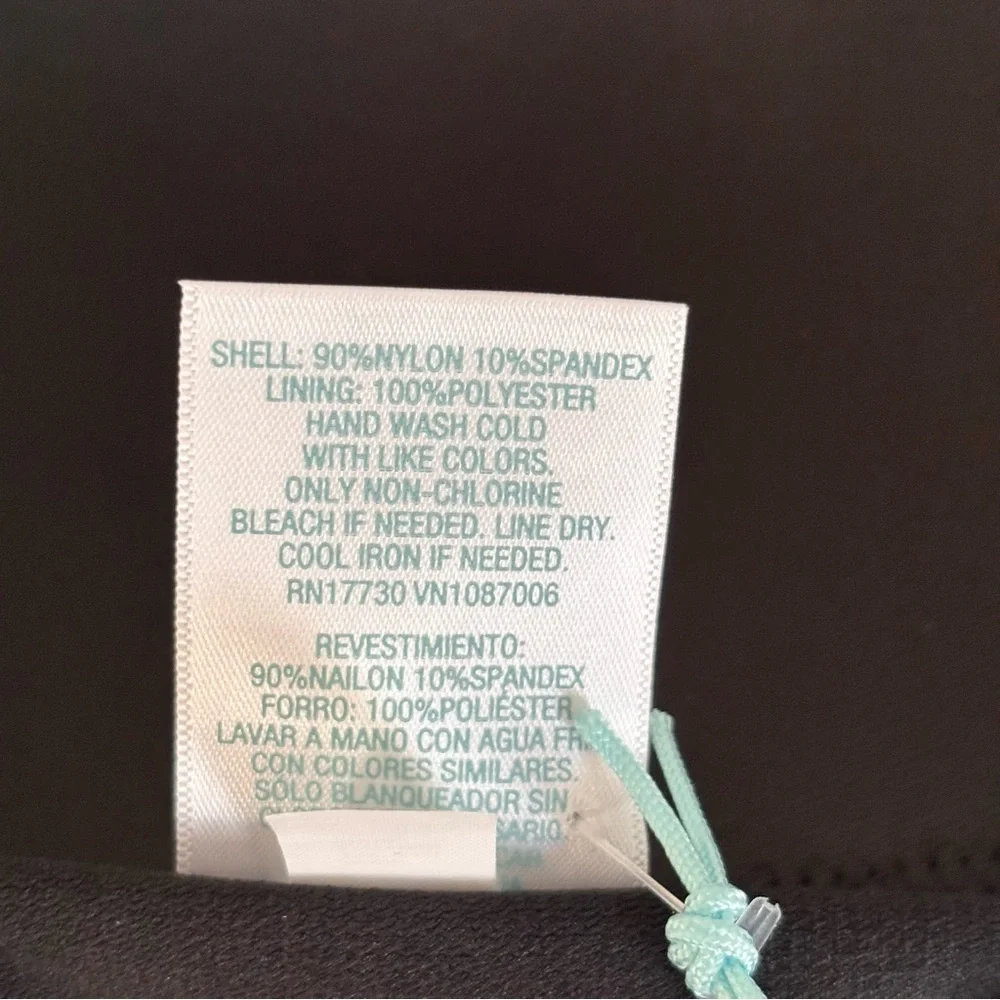 SHELL: 90%NYLON 10%SPANDEX
LINING: 100%POLYESTER
HAND WASH COLD
WITH LIKE COLORS.
ONLY NON-CHLORINE
BLEACH IF NEEDED. LINE DRY.
COOL IRON IF NEEDED.
RN17730 VN1087006
REVESTIMIENTO:
90%NAILON 10%SPANDEX
FORRO: 100%POLIÉSTER
LAVAR A MANO CON AGUA
CON COLORES SIMILARES.
SOLO BLANQUEADOR SIN